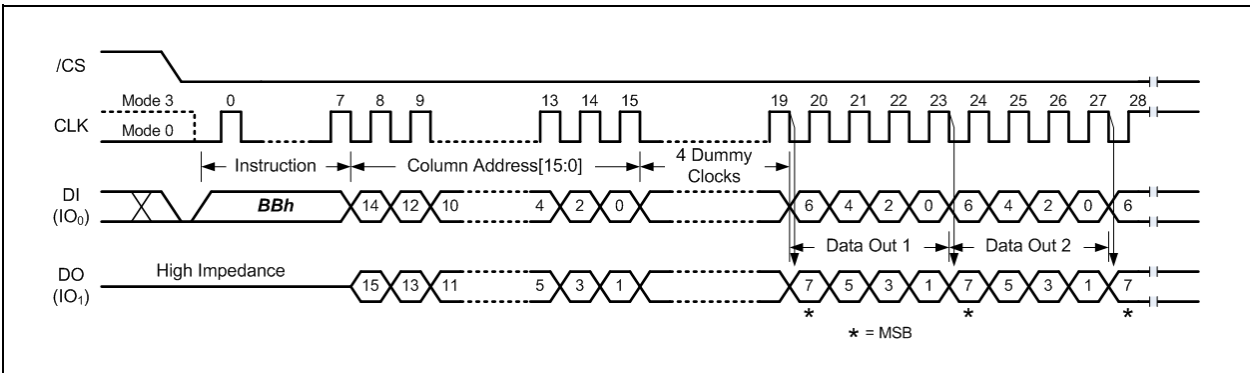 /CS
Mode 3 0 7 8 9 13 14 15 19 20 21 22 23 24 25 26 27 28
CLK
Mode 0
Instruction Column Address[15:0] 4 Dummy Clocks
DI (IO₀) BBh 14 12 10 4 2 0 6 4 2 0 6 4 2 0 6
Data Out 1 Data Out 2
DO (IO₁) High Impedance 15 13 11 5 3 1 7 5 3 1 7 5 3 1 7
* * *
* = MSB